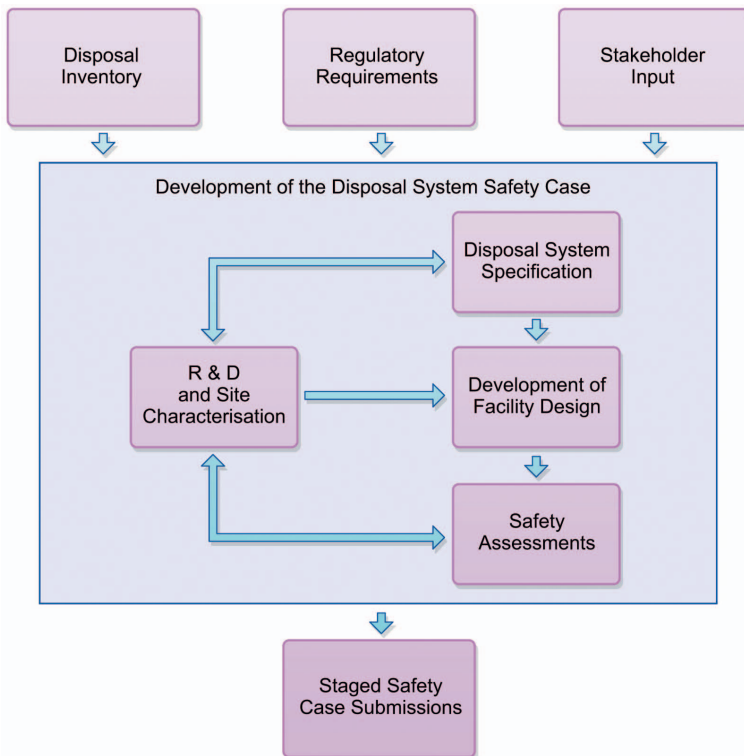 Disposal
Inventory
Regulatory
Requirements
Stakeholder
Input
Development of the Disposal System Safety Case
Disposal System
Specification
R & D
and Site
Characterisation
Development of
Facility Design
Safety
Assessments
Staged Safety
Case Submissions